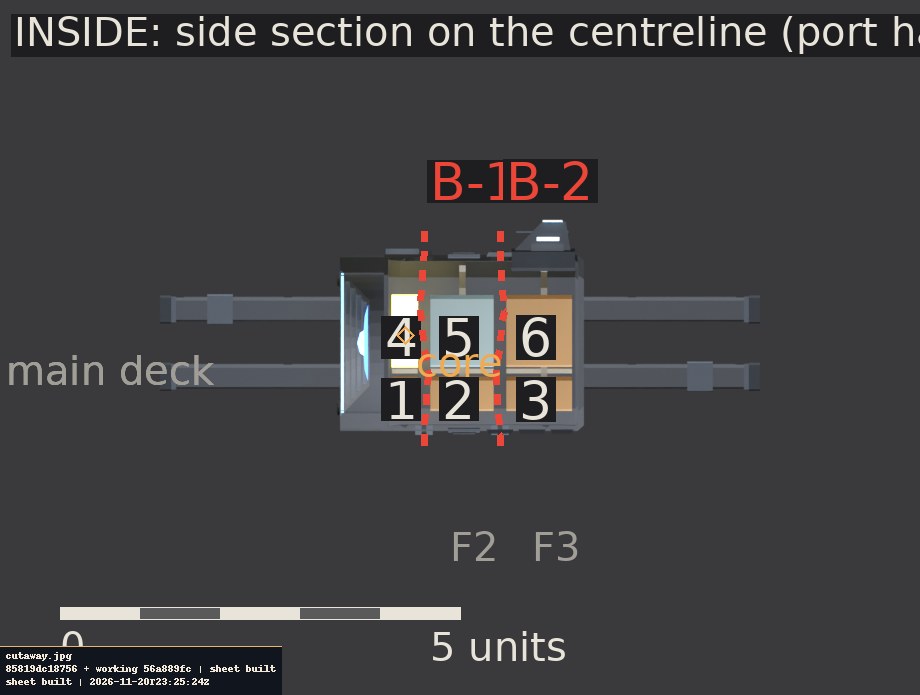 INSIDE: side section on the centreline (port ha
B-1 B-2
4 5 6
core
main deck
1 2 3
F2 F3
0 5 units
cutaway.jpg
85819dc18756 + working 56a889fc | sheet built
sheet built | 2026-11-20T23:25:24Z